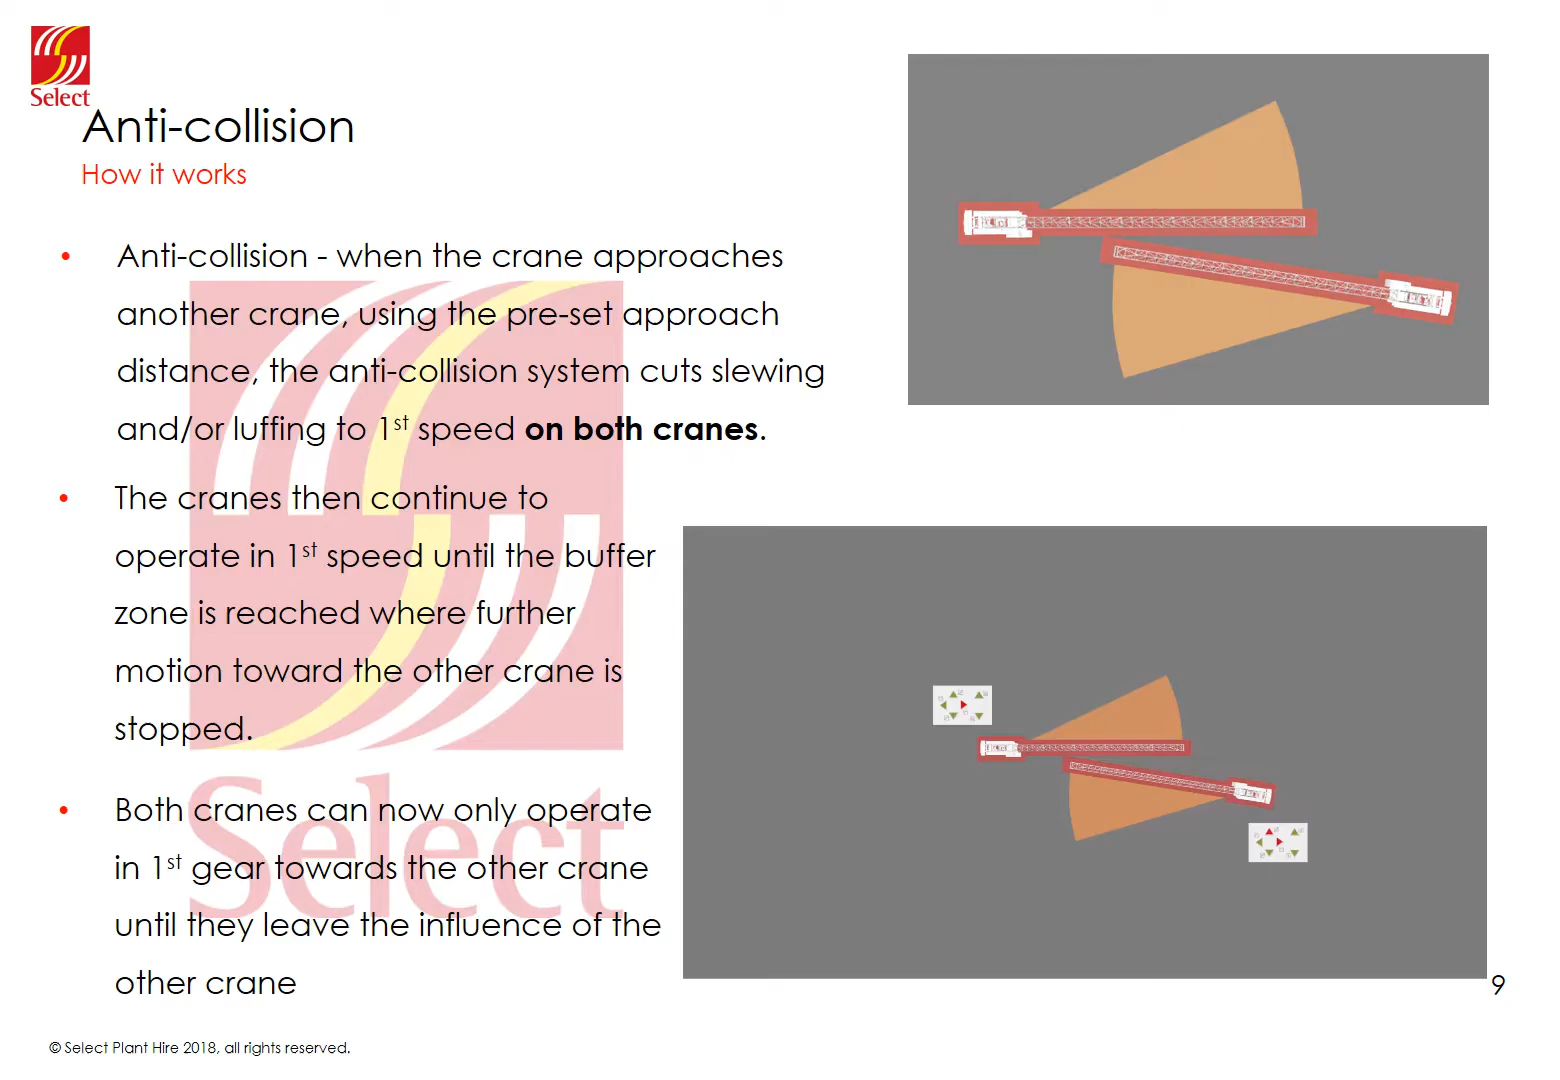 Select
Anti-collision
How it works
• Anti-collision - when the crane approaches
another crane, using the pre-set approach
distance, the anti-collision system cuts slewing
and/or luffing to 1st speed on both cranes.
• The cranes then continue to
operate in 1st speed until the buffer
zone is reached where further
motion toward the other crane is
stopped.
• Both cranes can now only operate
in 1st gear towards the other crane
until they leave the influence of the
other crane
Select
9
© Select Plant Hire 2018, all rights reserved.